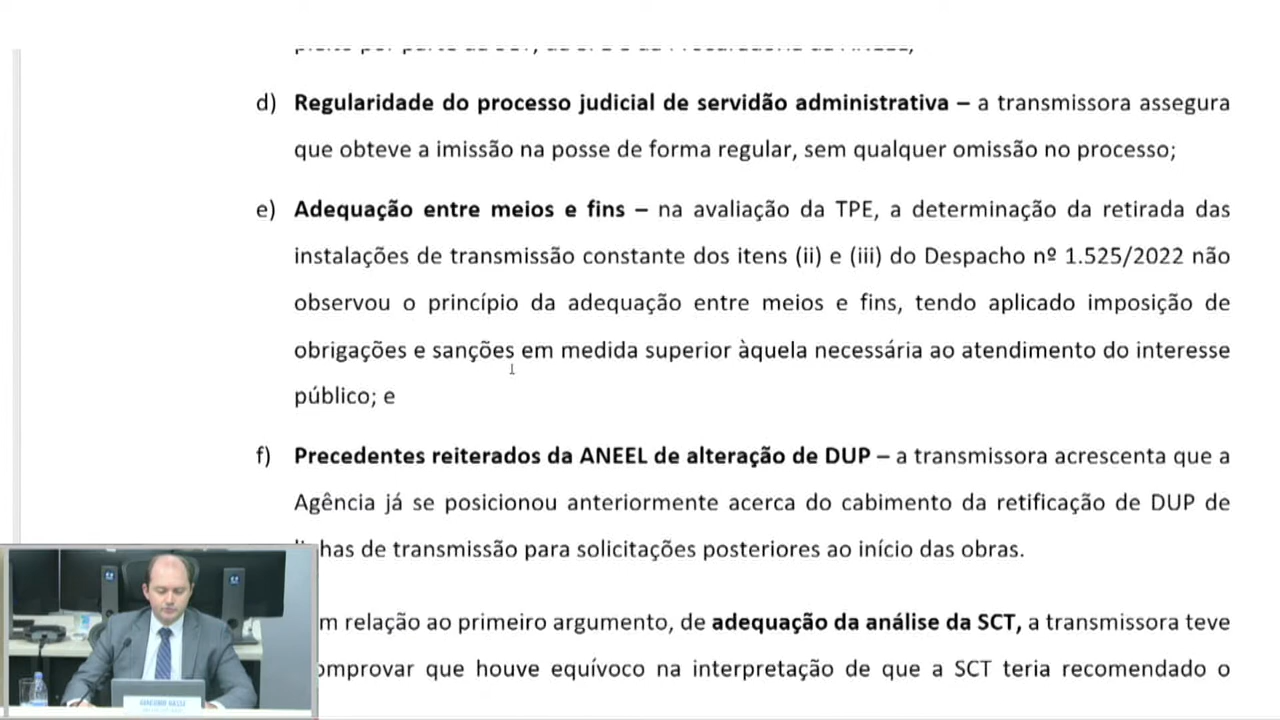 d) Regularidade do processo judicial de servidão administrativa – a transmissora assegura
que obteve a imissão na posse de forma regular, sem qualquer omissão no processo;
e) Adequação entre meios e fins – na avaliação da TPE, a determinação da retirada das
instalações de transmissão constante dos itens (ii) e (iii) do Despacho nº 1.525/2022 não
observou o princípio da adequação entre meios e fins, tendo aplicado imposição de
obrigações e sanções em medida superior àquela necessária ao atendimento do interesse
público; e
f) Precedentes reiterados da ANEEL de alteração de DUP – a transmissora acrescenta que a
Agência já se posicionou anteriormente acerca do cabimento da retificação de DUP de
de transmissão para solicitações posteriores ao início das obras.
m relação ao primeiro argumento, de adequação da análise da SCT, a transmissora teve
omprovar que houve equívoco na interpretação de que a SCT teria recomendado o